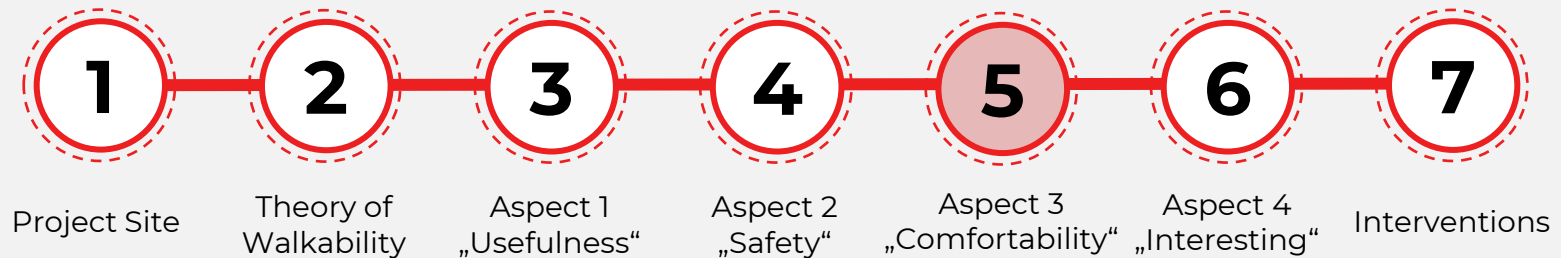 1 2 3 4 5 6 7
Project Site
Theory of
Walkability
Aspect 1
„Usefulness“
Aspect 2
„Safety“
Aspect 3
„Comfortability“
Aspect 4
„Interesting“
Interventions